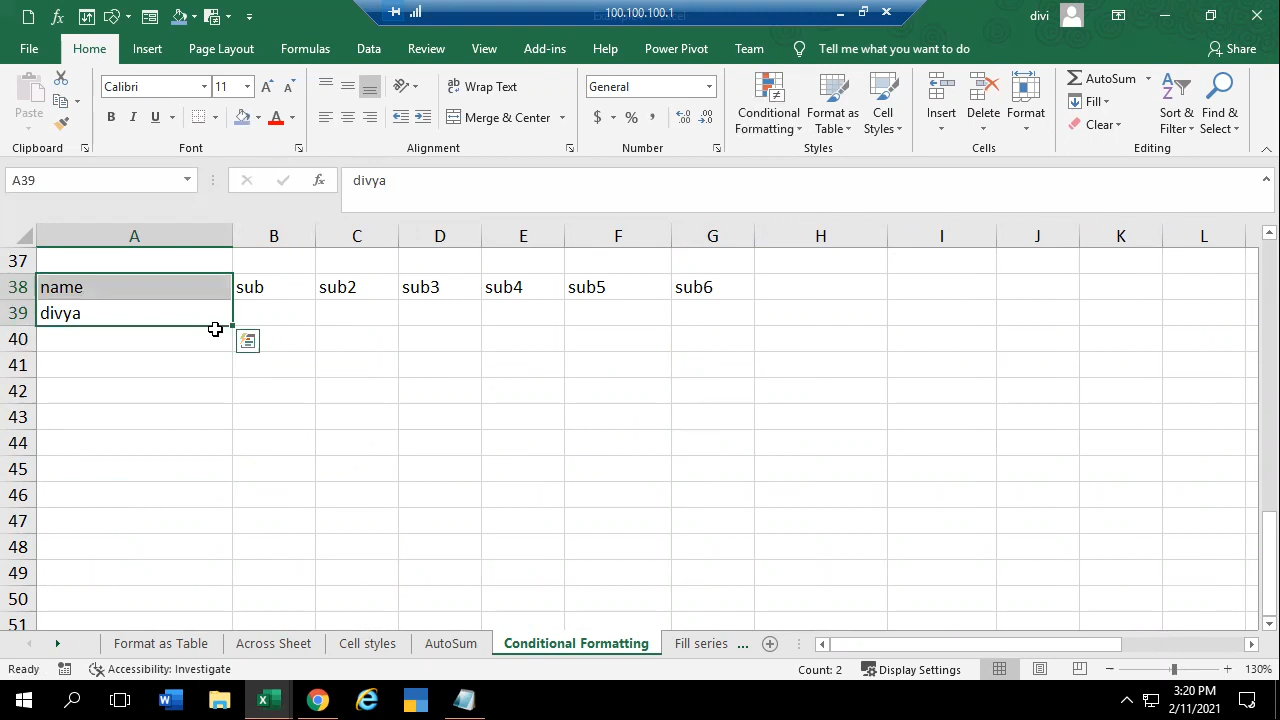 100.100.100.1
divi
File Home Insert Page Layout Formulas Data Review View Add-ins Help Power Pivot Team Tell me what you want to do Share
Paste
Calibri 11
Wrap Text
Merge & Center
General
Conditional Formatting
Format as Table
Cell Styles
Insert
Delete
Format
AutoSum
Fill
Clear
Sort & Filter
Find & Select
Clipboard Font Alignment Number Styles Cells Editing
A39 fx divya
A B C D E F G H I J K L
37
38 name sub sub2 sub3 sub4 sub5 sub6
39 divya
40
41
42
43
44
45
46
47
48
49
50
51
Format as Table Across Sheet Cell styles AutoSum Conditional Formatting Fill series ...
Ready Accessibility: Investigate Count: 2 Display Settings 130%
3:20 PM
2/11/2021